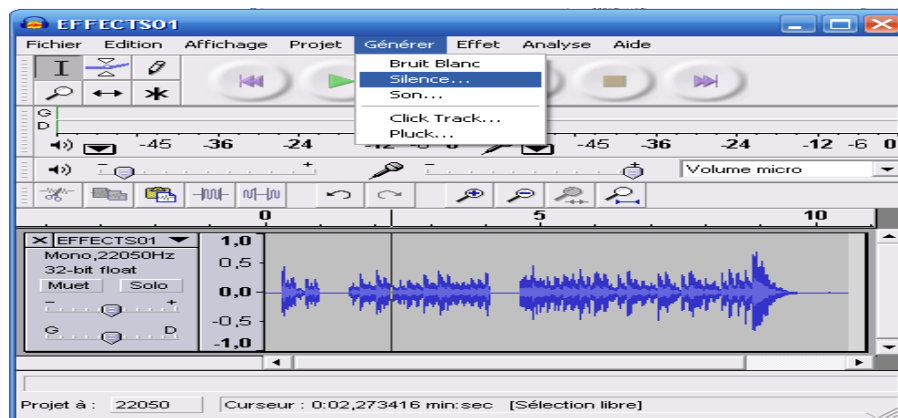 EFFECTS01
Fichier Edition Affichage Projet Générer Effet Analyse Aide
Bruit Blanc
Silence...
Son...
Click Track...
Pluck...
G
D
-45 -36 -24 -12 -6 0 -45 -36 -24 -12 -6 0
Volume micro
0 5 10
EFFECTS01
Mono,22050Hz
32-bit float
Muet Solo
- +
G D
1,0
0,5
0,0
-0,5
-1,0
Projet à : 22050 Curseur : 0:02,273416 min:sec [Sélection libre]